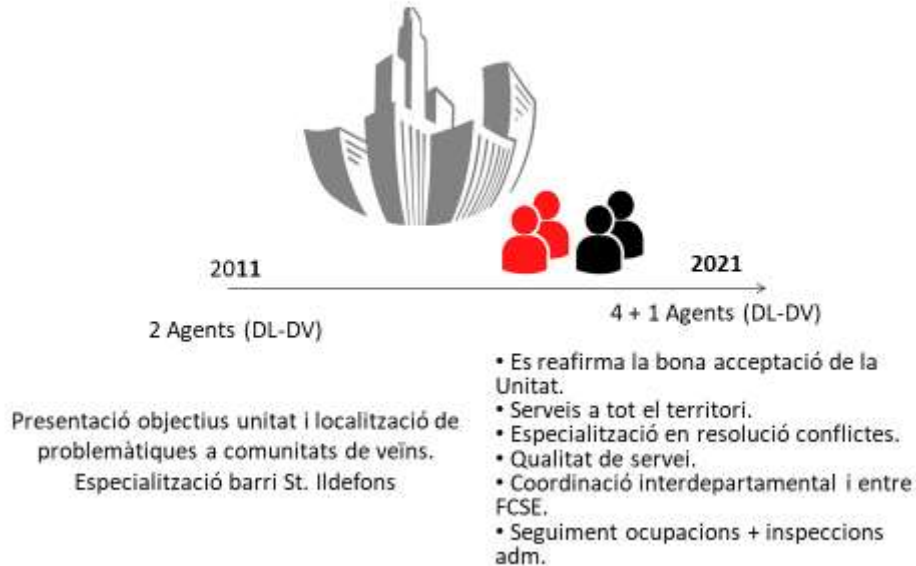 2011
2021
2 Agents (DL-DV)
4 + 1 Agents (DL-DV)
Presentació objectius unitat i localització de
problemàtiques a comunitats de veïns.
Especialització barri St. Ildefons
• Es reafirma la bona acceptació de la
Unitat.
• Serveis a tot el territori.
• Especialització en resolució conflictes.
• Qualitat de servei.
• Coordinació interdepartamental i entre
FCSE.
• Seguiment ocupacions + inspeccions
adm.